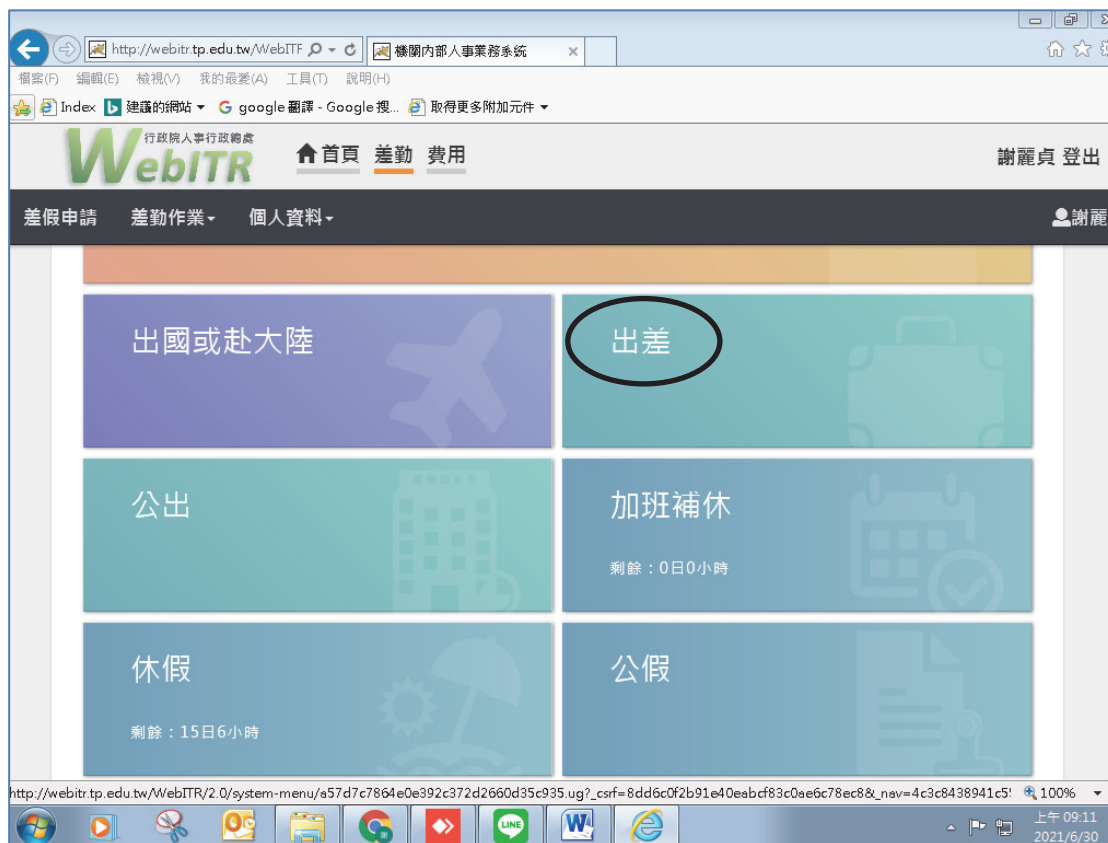 http://webitr.tp.edu.tw/WebITF
機關內部人事業務系統
檔案(F) 編輯(E) 檢視(V) 我的最愛(A) 工具(T) 說明(H)
Index 建議的網站 google 翻譯 - Google 搜... 取得更多附加元件
行政院人事行政總處
WebITR 首頁 差勤 費用 謝麗貞 登出
差假申請 差勤作業 個人資料 謝麗
出國或赴大陸 出差
公出 加班補休
剩餘：0日0小時
休假 公假
剩餘：15日6小時
http://webitr.tp.edu.tw/WebITR/2.0/system-menu/a57d7c7864e0e392c372d2660d35c935.ug?_csrf=8dd6c0f2b91e40eabcf83c0ae6c78ec8&_nav=4c3c8438941c5! 100%
LINE
上午 09:11
2021/6/30